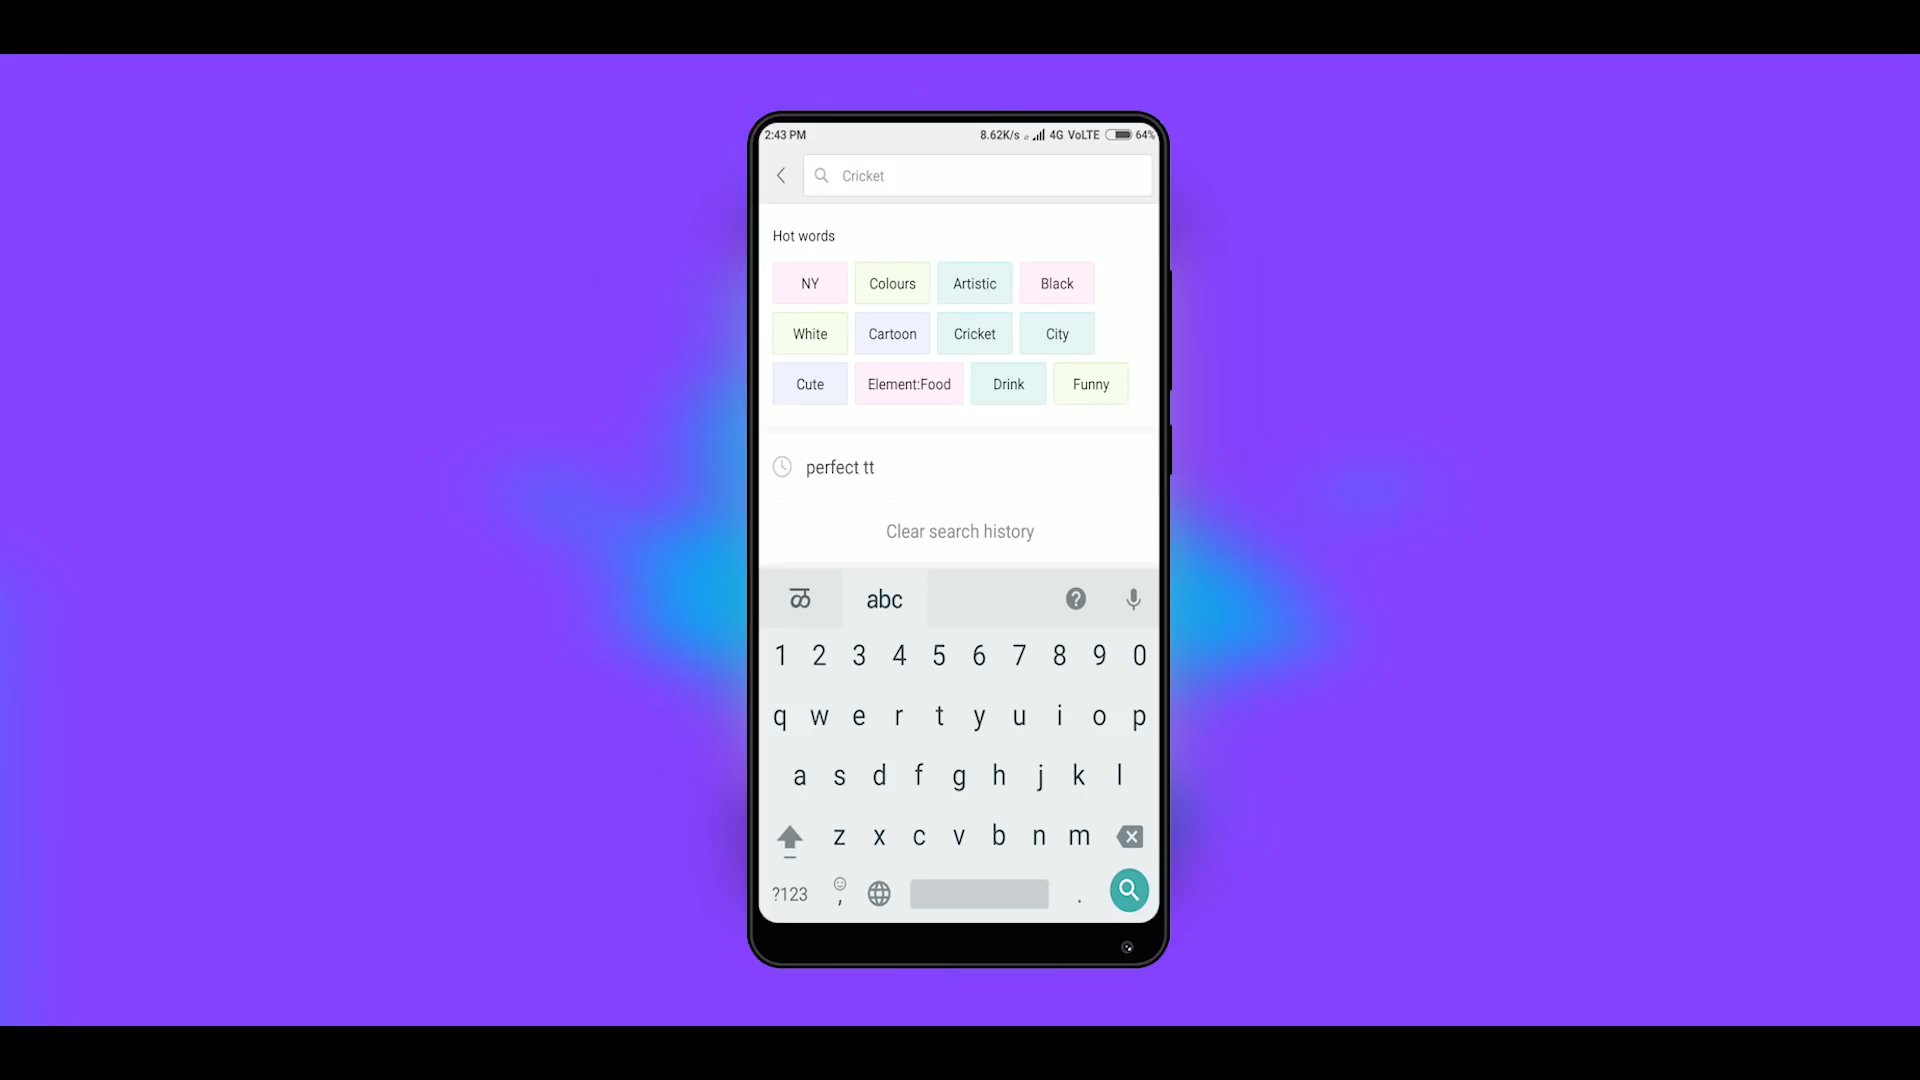 2:43 PM 8.62K/s 4G VoLTE 64%
Cricket
Hot words
NY Colours Artistic Black
White Cartoon Cricket City
Cute Element:Food Drink Funny
perfect tt
Clear search history
ळ abc
1 2 3 4 5 6 7 8 9 0
q w e r t y u i o p
a s d f g h j k l
z x c v b n m
?123 , .